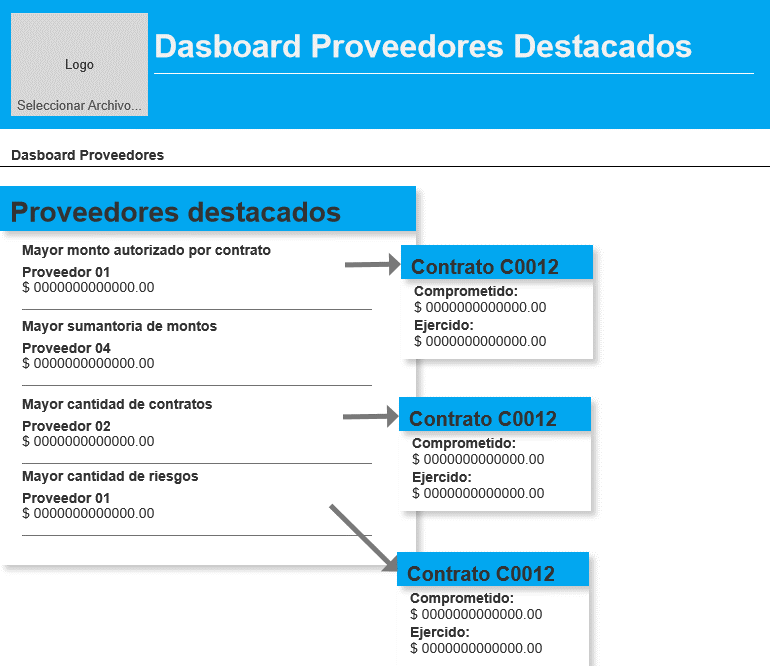 Logo
Seleccionar Archivo...
Dasboard Proveedores Destacados
Dasboard Proveedores
Proveedores destacados
Mayor monto autorizado por contrato
Proveedor 01
$ 0000000000000.00
Mayor sumantoria de montos
Proveedor 04
$ 0000000000000.00
Mayor cantidad de contratos
Proveedor 02
$ 0000000000000.00
Mayor cantidad de riesgos
Proveedor 01
$ 0000000000000.00
Contrato C0012
Comprometido:
$ 0000000000000.00
Ejercido:
$ 0000000000000.00
Contrato C0012
Comprometido:
$ 0000000000000.00
Ejercido:
$ 0000000000000.00
Contrato C0012
Comprometido:
$ 0000000000000.00
Ejercido:
$ 0000000000000.00